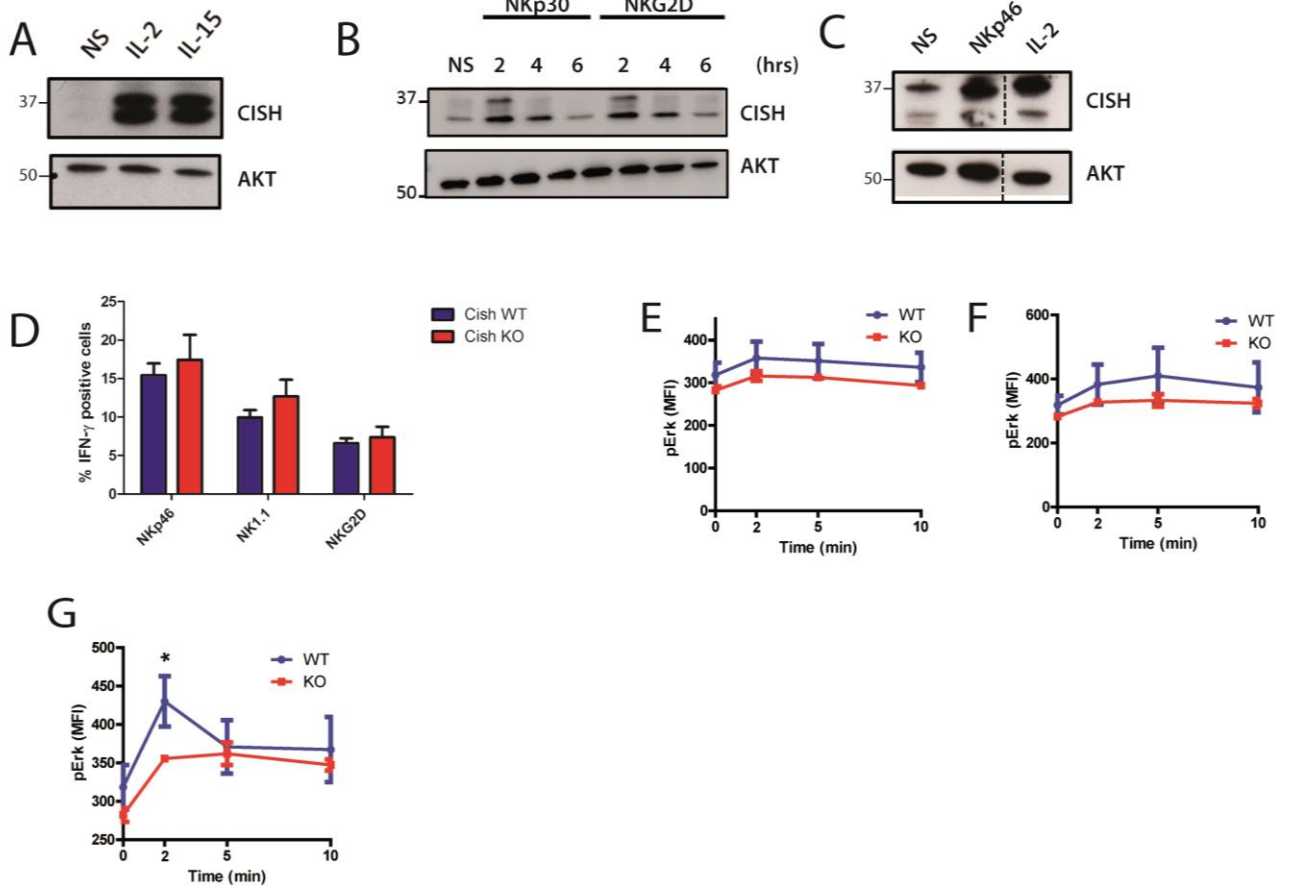 NKp30 NKG2D
A NS IL-2 IL-15
B NS 2 4 6 2 4 6 (hrs)
C NS NKp46 IL-2
37 CISH
50 AKT
37 CISH
50 AKT
37 CISH
50 AKT
D
25
20
15
10
5
0
% IFN-γ positive cells
NKp46 NK1.1 NKG2D
Cish WT
Cish KO
E
WT
KO
400
300
200
100
0
pErk (MFI)
0 2 5 10
Time (min)
F
WT
KO
600
400
200
0
pErk (MFI)
0 2 5 10
Time (min)
G
*
WT
KO
500
450
400
350
300
250
pErk (MFI)
0 2 5 10
Time (min)